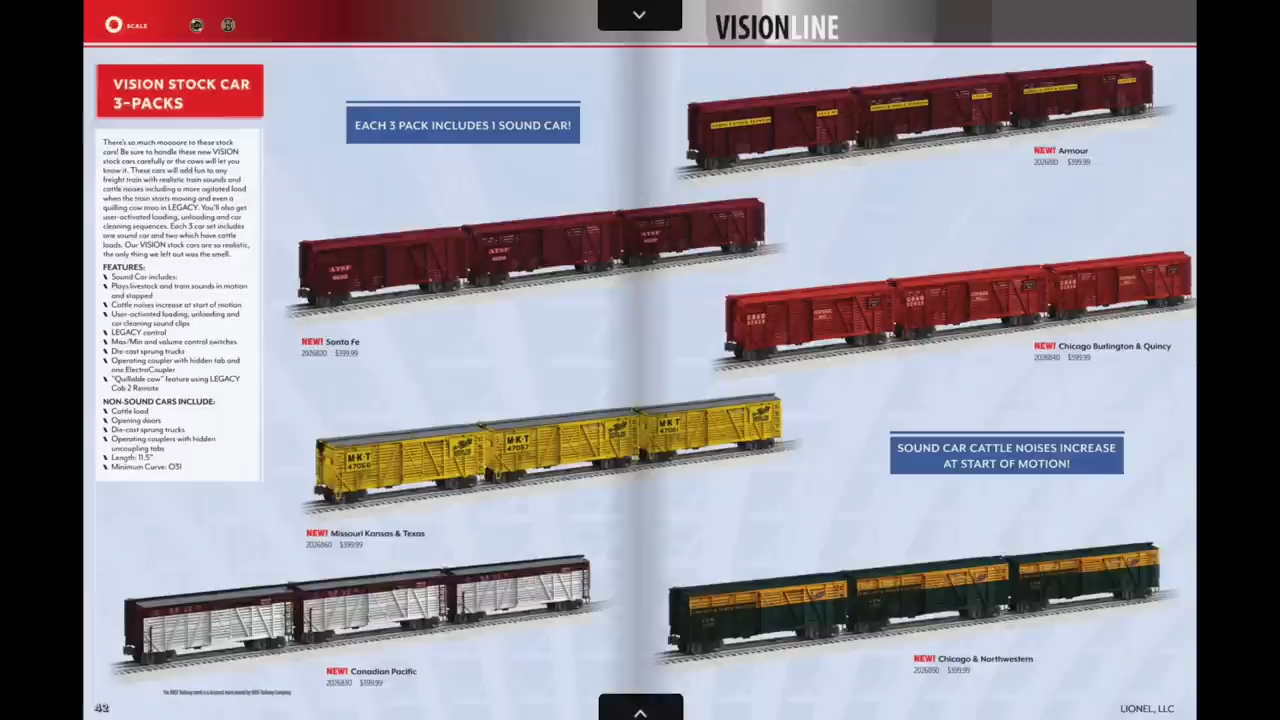 O SCALE
VISIONLINE
VISION STOCK CAR
3-PACKS
There's so much moooore to these stock
cars! Be sure to handle these new VISION
stock cars carefully or the cows will let you
know it. These cars will add fun to any
freight train with realistic train sounds and
cattle noises including a more agitated load
when the train starts moving and even a
quilling cow moo in LEGACY. You'll also get
user-activated loading, unloading and car
cleaning sequences. Each 3 car set includes
one sound car and two which have cattle
loads. Our VISION stock cars are so realistic,
the only thing we left out was the smell.
FEATURES:
Sound Car includes:
Plays livestock and train sounds in motion
and stopped
Cattle noises increase at start of motion
User-activated loading, unloading and
car cleaning sound clips
LEGACY control
Max/Min and volume control switches
Die-cast sprung trucks
Operating coupler with hidden tab and
one ElectroCoupler
"Quillable cow" feature using LEGACY
Cab 2 Remote
NON-SOUND CARS INCLUDE:
Cattle load
Opening doors
Die-cast sprung trucks
Operating couplers with hidden
uncoupling tabs
Length: 11.5"
Minimum Curve: O31
EACH 3 PACK INCLUDES 1 SOUND CAR!
NEW! Armour
2026810 $399.99
ATSF
ATSF
ATSF
NEW! Santa Fe
2026820 $399.99
CB&Q
CB&Q
CB&Q
NEW! Chicago Burlington & Quincy
2026840 $399.99
M-K-T
47056
M-K-T
47057
M-K-T
47061
NEW! Missouri Kansas & Texas
2026860 $399.99
SOUND CAR CATTLE NOISES INCREASE
AT START OF MOTION!
NEW! Canadian Pacific
2026830 $399.99
NEW! Chicago & Northwestern
2026850 $399.99
42
LIONEL, LLC